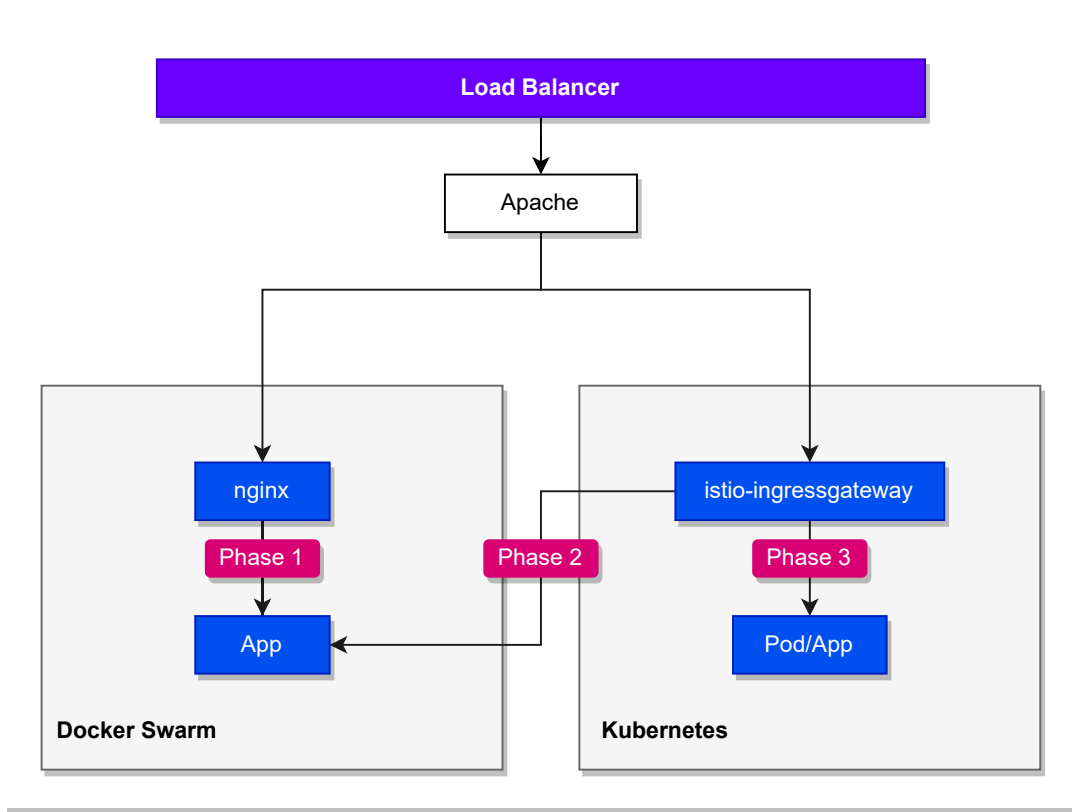 Load Balancer
Apache
nginx
istio-ingressgateway
Phase 1
Phase 2
Phase 3
App
Pod/App
Docker Swarm
Kubernetes